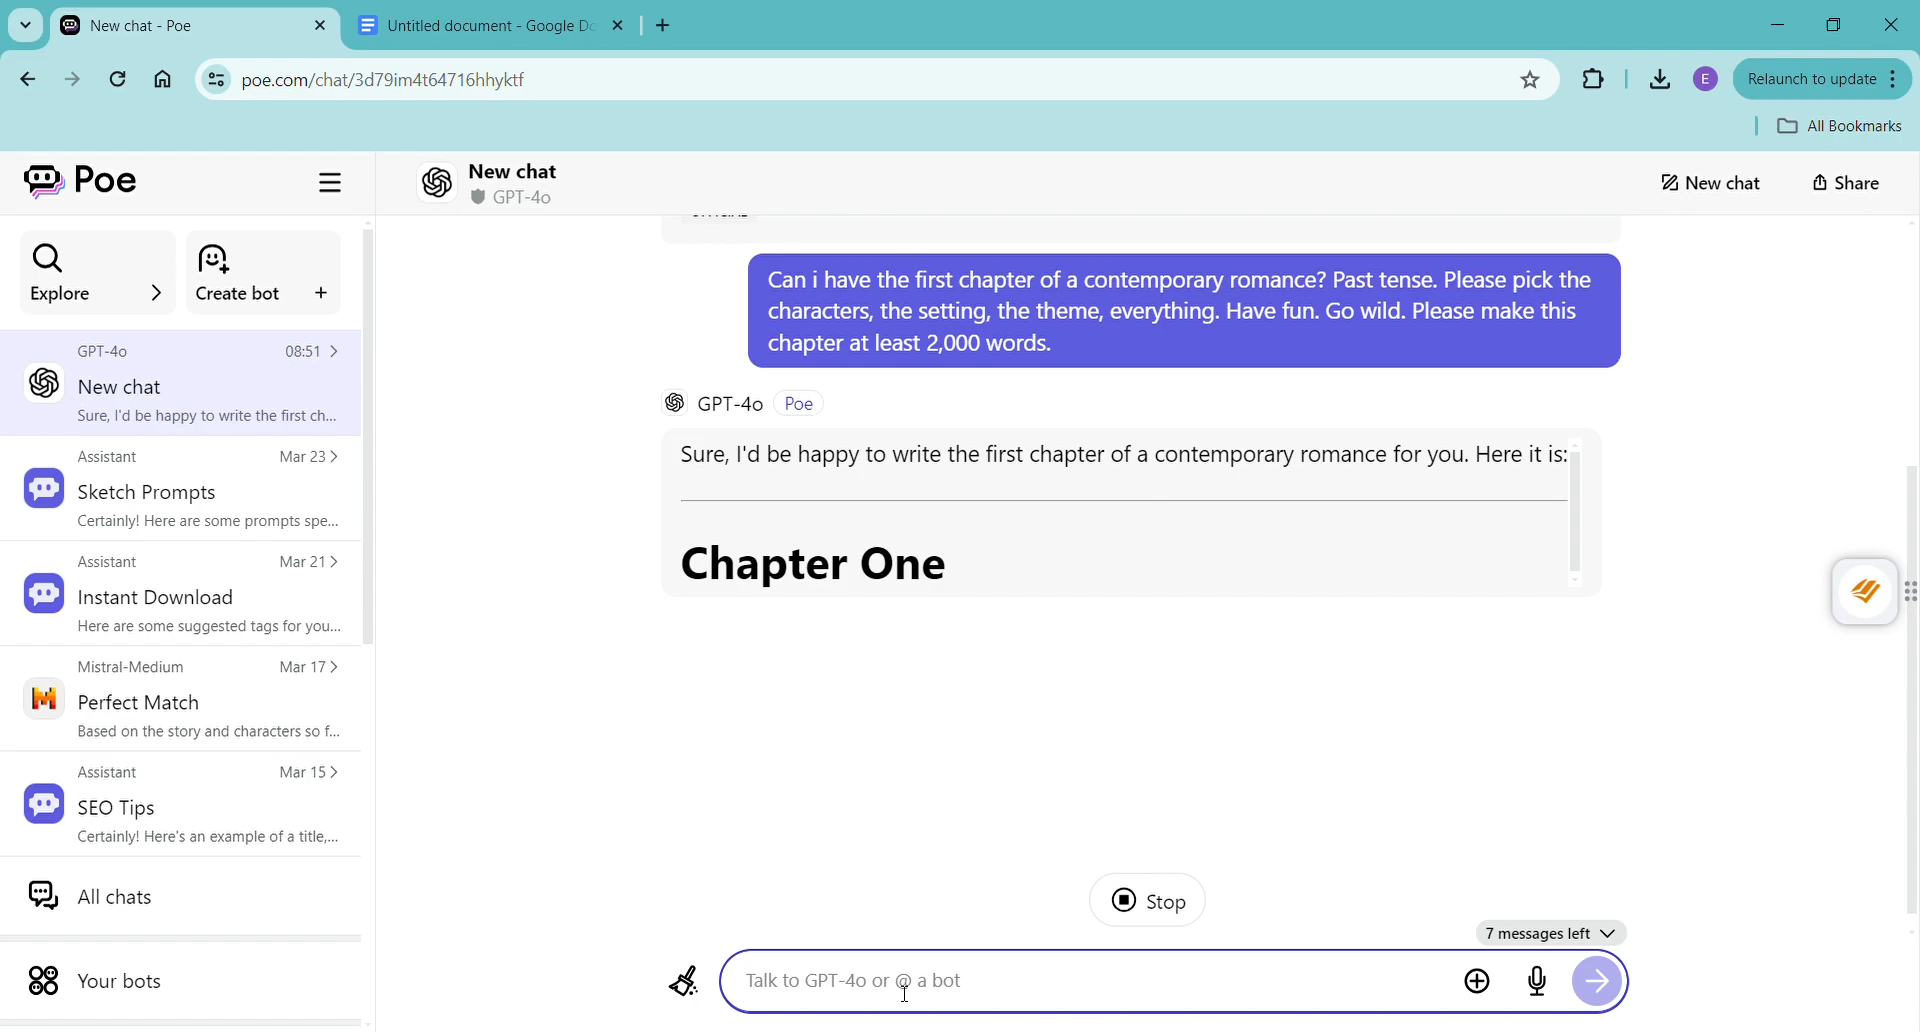 New chat - Poe
Untitled document - Google Do
poe.com/chat/3d79im4t64716hhyktf
E
Relaunch to update
All Bookmarks
Poe
New chat
GPT-4o
New chat
Share
Explore
Create bot
GPT-4o 08:51
New chat
Sure, I'd be happy to write the first ch...
Assistant Mar 23
Sketch Prompts
Certainly! Here are some prompts spe...
Assistant Mar 21
Instant Download
Here are some suggested tags for you...
Mistral-Medium Mar 17
Perfect Match
Based on the story and characters so f...
Assistant Mar 15
SEO Tips
Certainly! Here's an example of a title,...
All chats
Your bots
Can i have the first chapter of a contemporary romance? Past tense. Please pick the
characters, the setting, the theme, everything. Have fun. Go wild. Please make this
chapter at least 2,000 words.
GPT-4o Poe
Sure, I'd be happy to write the first chapter of a contemporary romance for you. Here it is:
Chapter One
Stop
7 messages left
Talk to GPT-4o or @ a bot